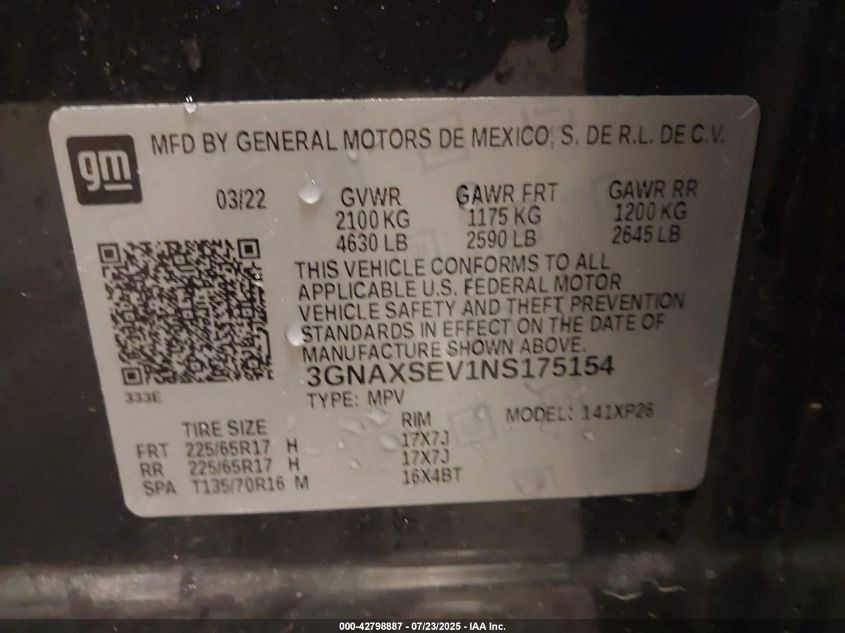 gm
MFD BY GENERAL MOTORS DE MEXICO, S. DE R.L. DE C.V.
03/22 GVWR GAWR FRT GAWR RR
2100 KG 1175 KG 1200 KG
4630 LB 2590 LB 2645 LB
THIS VEHICLE CONFORMS TO ALL
APPLICABLE U.S. FEDERAL MOTOR
VEHICLE SAFETY AND THEFT PREVENTION
STANDARDS IN EFFECT ON THE DATE OF
MANUFACTURE SHOWN ABOVE.
3GNAXSEV1NS175154
333E
TYPE: MPV MODEL: 141XP26
TIRE SIZE RIM
FRT 225/65R17 H 17X7J
RR 225/65R17 H 17X7J
SPA T135/70R16 M 16X4BT
000-42798887 - 07/23/2025 - IAA Inc.